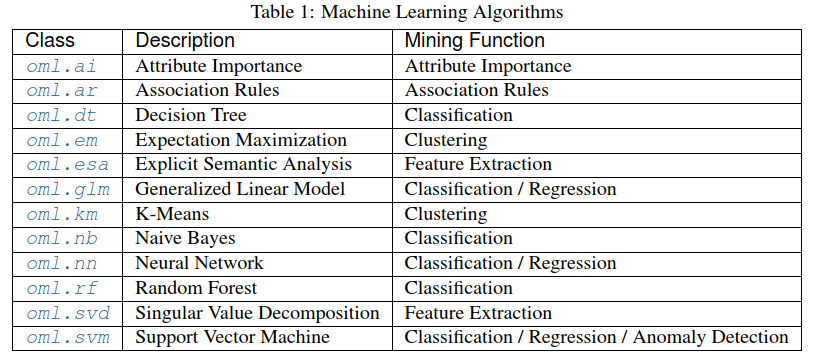 Table 1: Machine Learning Algorithms
Class Description Mining Function
oml.ai Attribute Importance Attribute Importance
oml.ar Association Rules Association Rules
oml.dt Decision Tree Classification
oml.em Expectation Maximization Clustering
oml.esa Explicit Semantic Analysis Feature Extraction
oml.glm Generalized Linear Model Classification / Regression
oml.km K-Means Clustering
oml.nb Naive Bayes Classification
oml.nn Neural Network Classification / Regression
oml.rf Random Forest Classification
oml.svd Singular Value Decomposition Feature Extraction
oml.svm Support Vector Machine Classification / Regression / Anomaly Detection